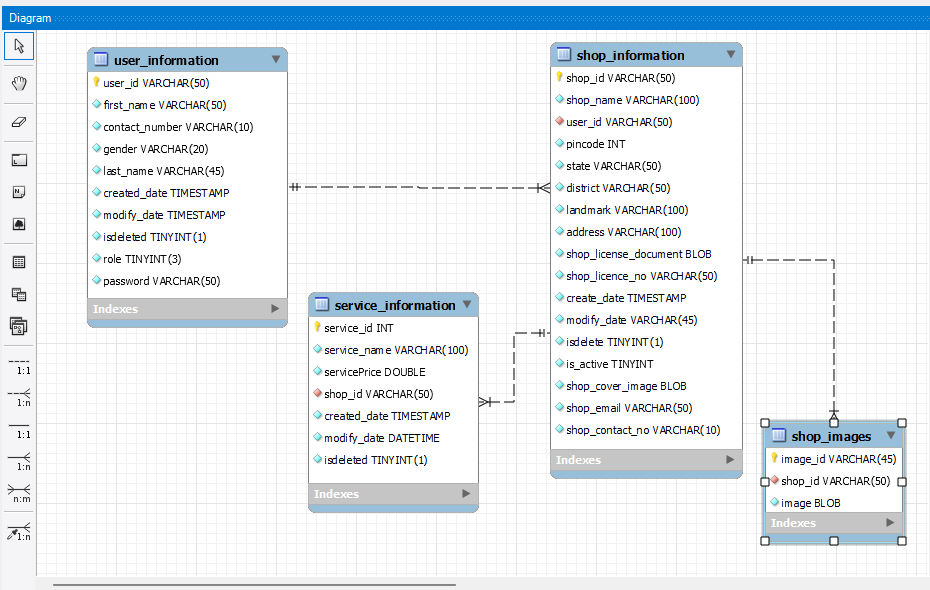 Diagram
1:1
1:n
1:1
1:n
n:m
1:n
user_information
user_id VARCHAR(50)
first_name VARCHAR(50)
contact_number VARCHAR(10)
gender VARCHAR(20)
last_name VARCHAR(45)
created_date TIMESTAMP
modify_date TIMESTAMP
isdeleted TINYINT(1)
role TINYINT(3)
password VARCHAR(50)
Indexes
service_information
service_id INT
service_name VARCHAR(100)
servicePrice DOUBLE
shop_id VARCHAR(50)
created_date TIMESTAMP
modify_date DATETIME
isdeleted TINYINT(1)
Indexes
shop_information
shop_id VARCHAR(50)
shop_name VARCHAR(100)
user_id VARCHAR(50)
pincode INT
state VARCHAR(50)
district VARCHAR(50)
landmark VARCHAR(100)
address VARCHAR(100)
shop_license_document BLOB
shop_licence_no VARCHAR(50)
create_date TIMESTAMP
modify_date VARCHAR(45)
isdelete TINYINT(1)
is_active TINYINT
shop_cover_image BLOB
shop_email VARCHAR(50)
shop_contact_no VARCHAR(10)
Indexes
shop_images
image_id VARCHAR(45)
shop_id VARCHAR(50)
image BLOB
Indexes